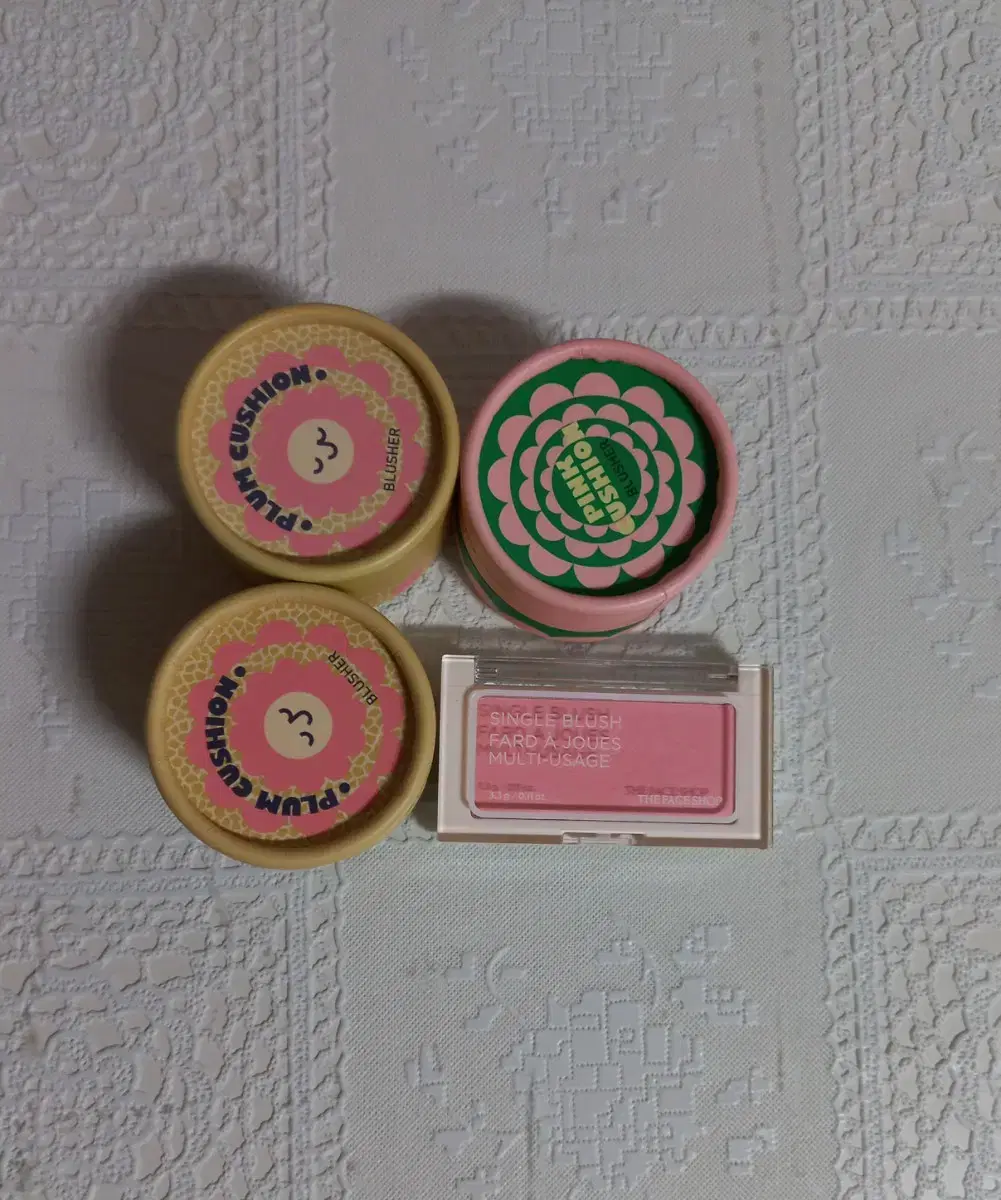 • PLUM CUSHION •
BLUSHER
PINK
CUSHION
BLUSHER
• PLUM CUSHION •
BLUSHER
SINGLE BLUSH
FARD À JOUES
MULTI-USAGE
THE FACE SHOP